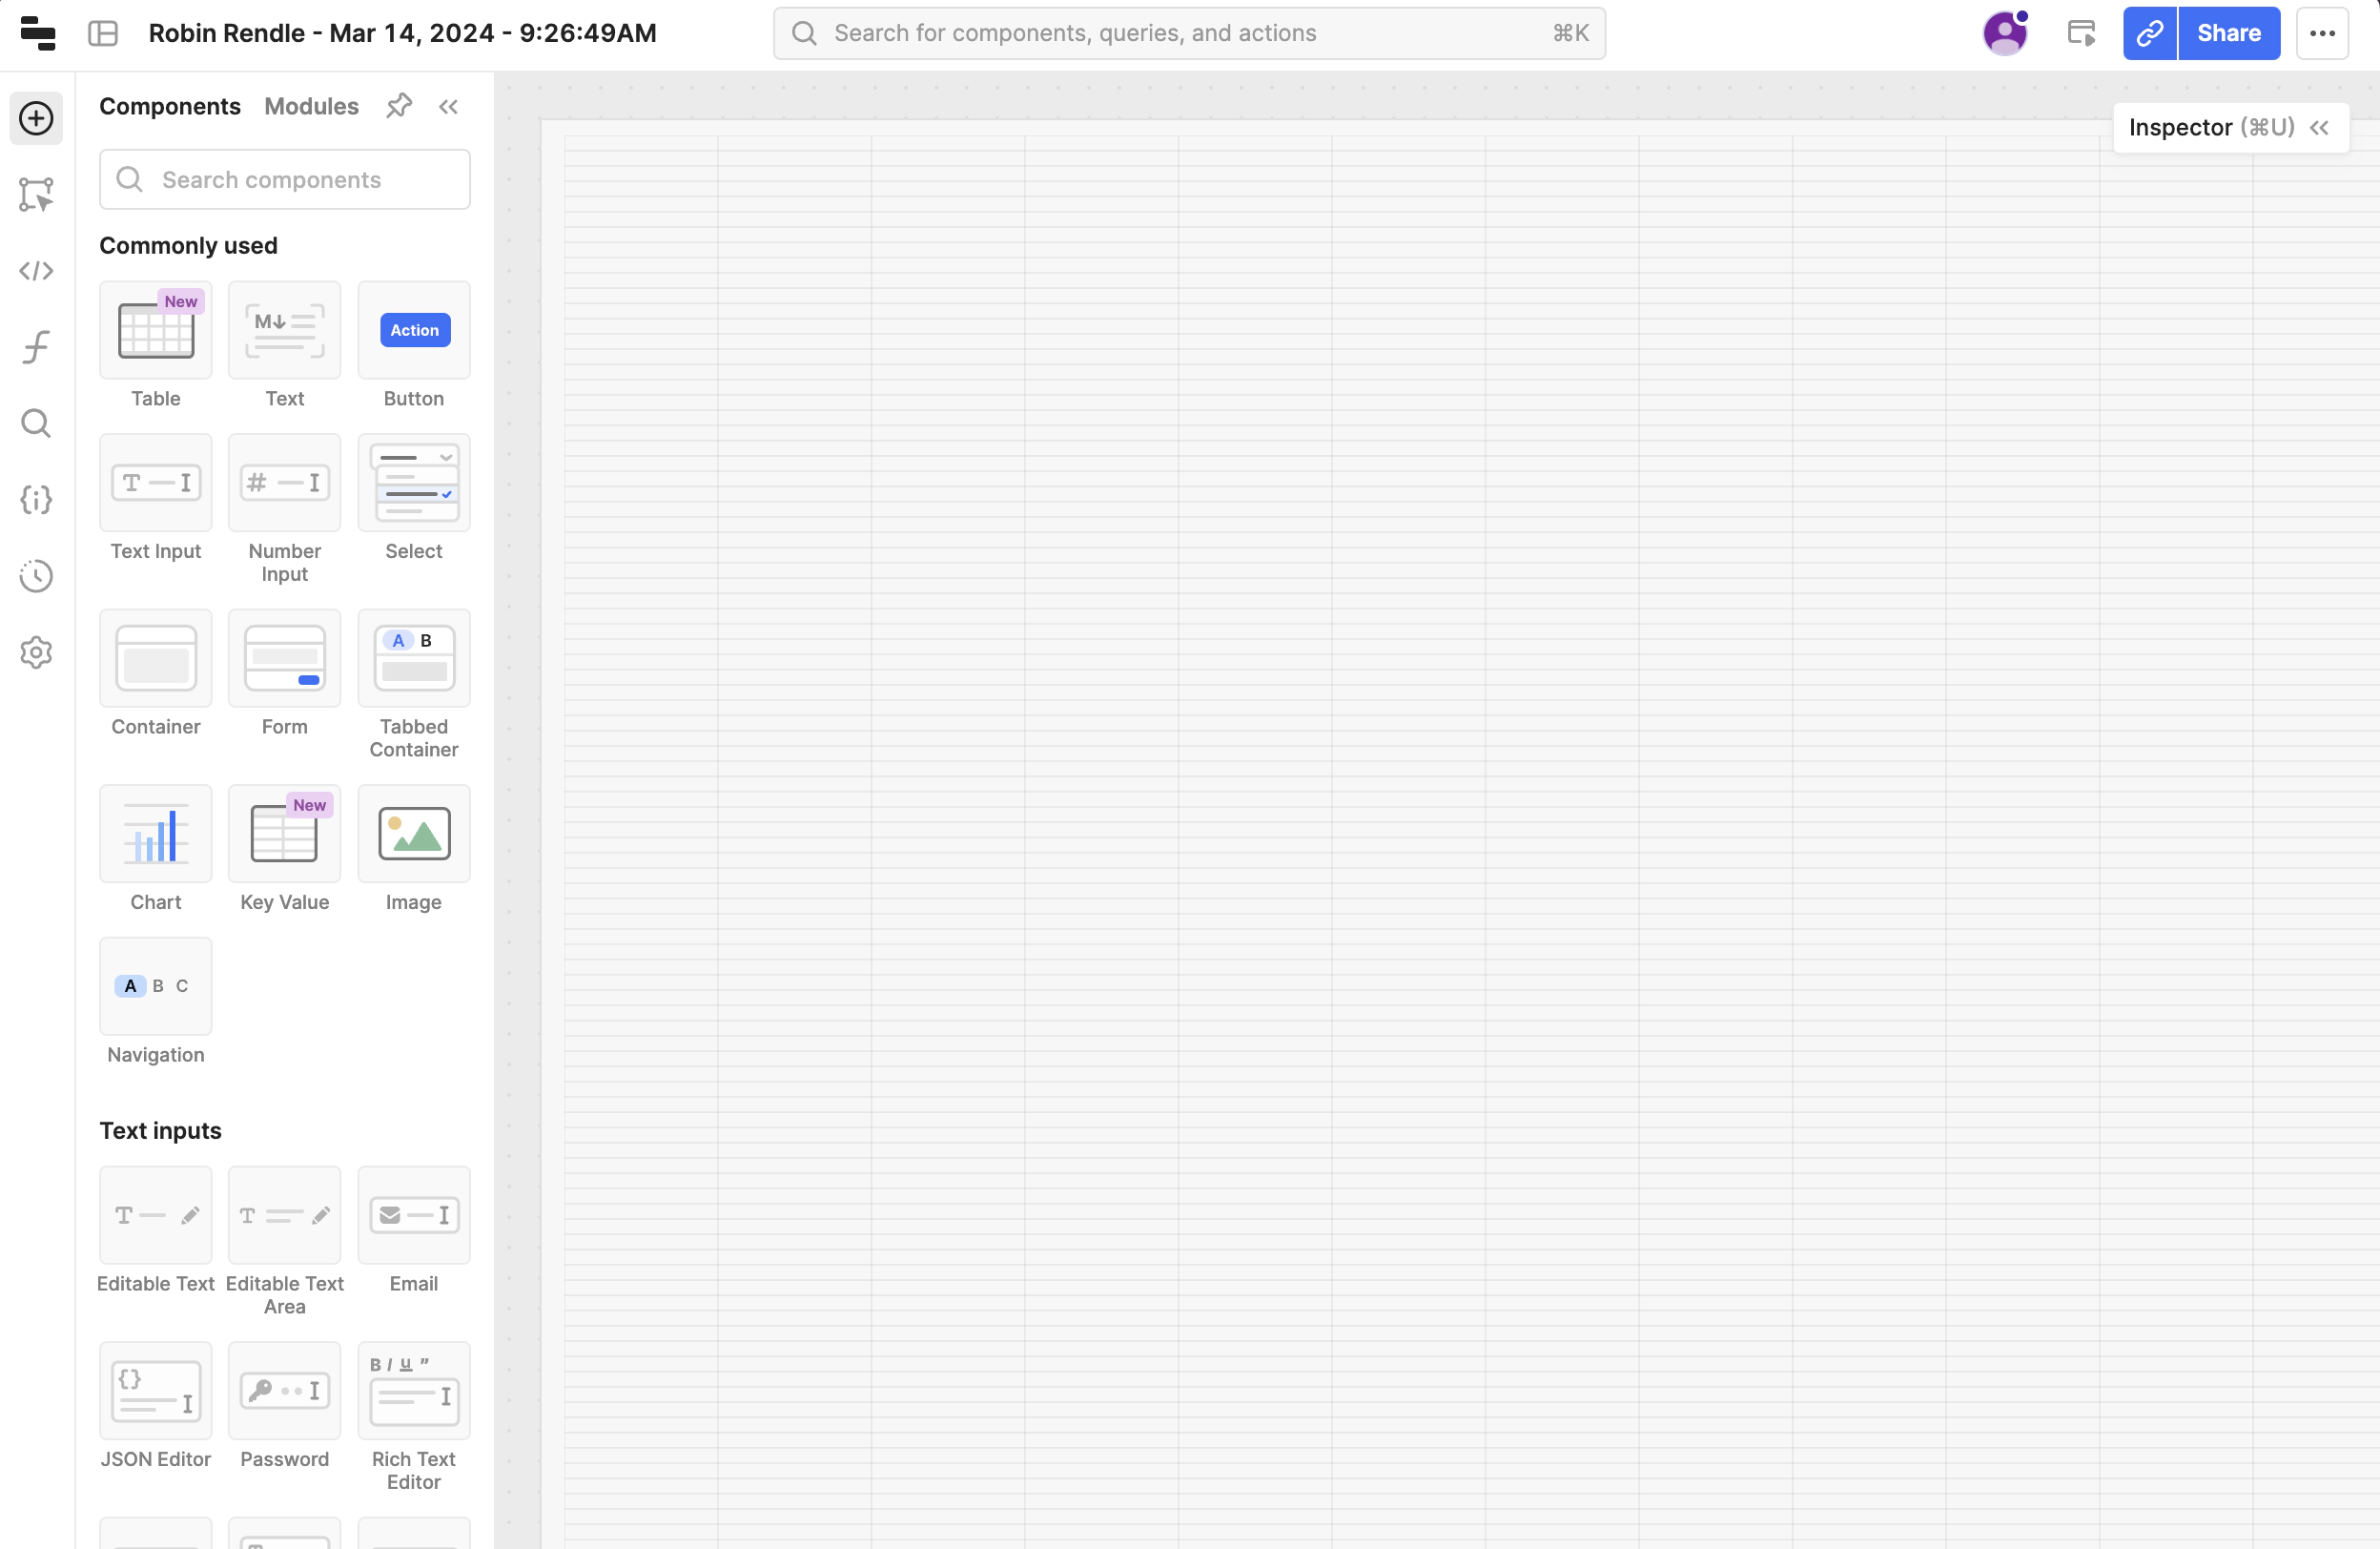 Robin Rendle - Mar 14, 2024 - 9:26:49AM
Search for components, queries, and actions ⌘K
Share
Components Modules
Inspector (⌘U)
Search components
Commonly used
New
M
Action
Table Text Button
T #
Text Input Number Input Select
A B
Container Form Tabbed Container
New
Chart Key Value Image
A B C
Navigation
Text inputs
T T
Editable Text Editable Text Area Email
{} B I U "
JSON Editor Password Rich Text Editor